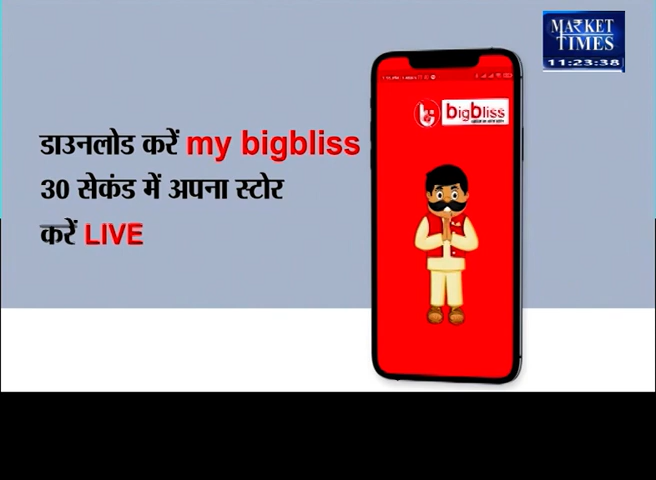 MARKET
TIMES
11:23:38
bigbliss
डाउनलोड करें my bigbliss
30 सेकंड में अपना स्टोर
करें LIVE